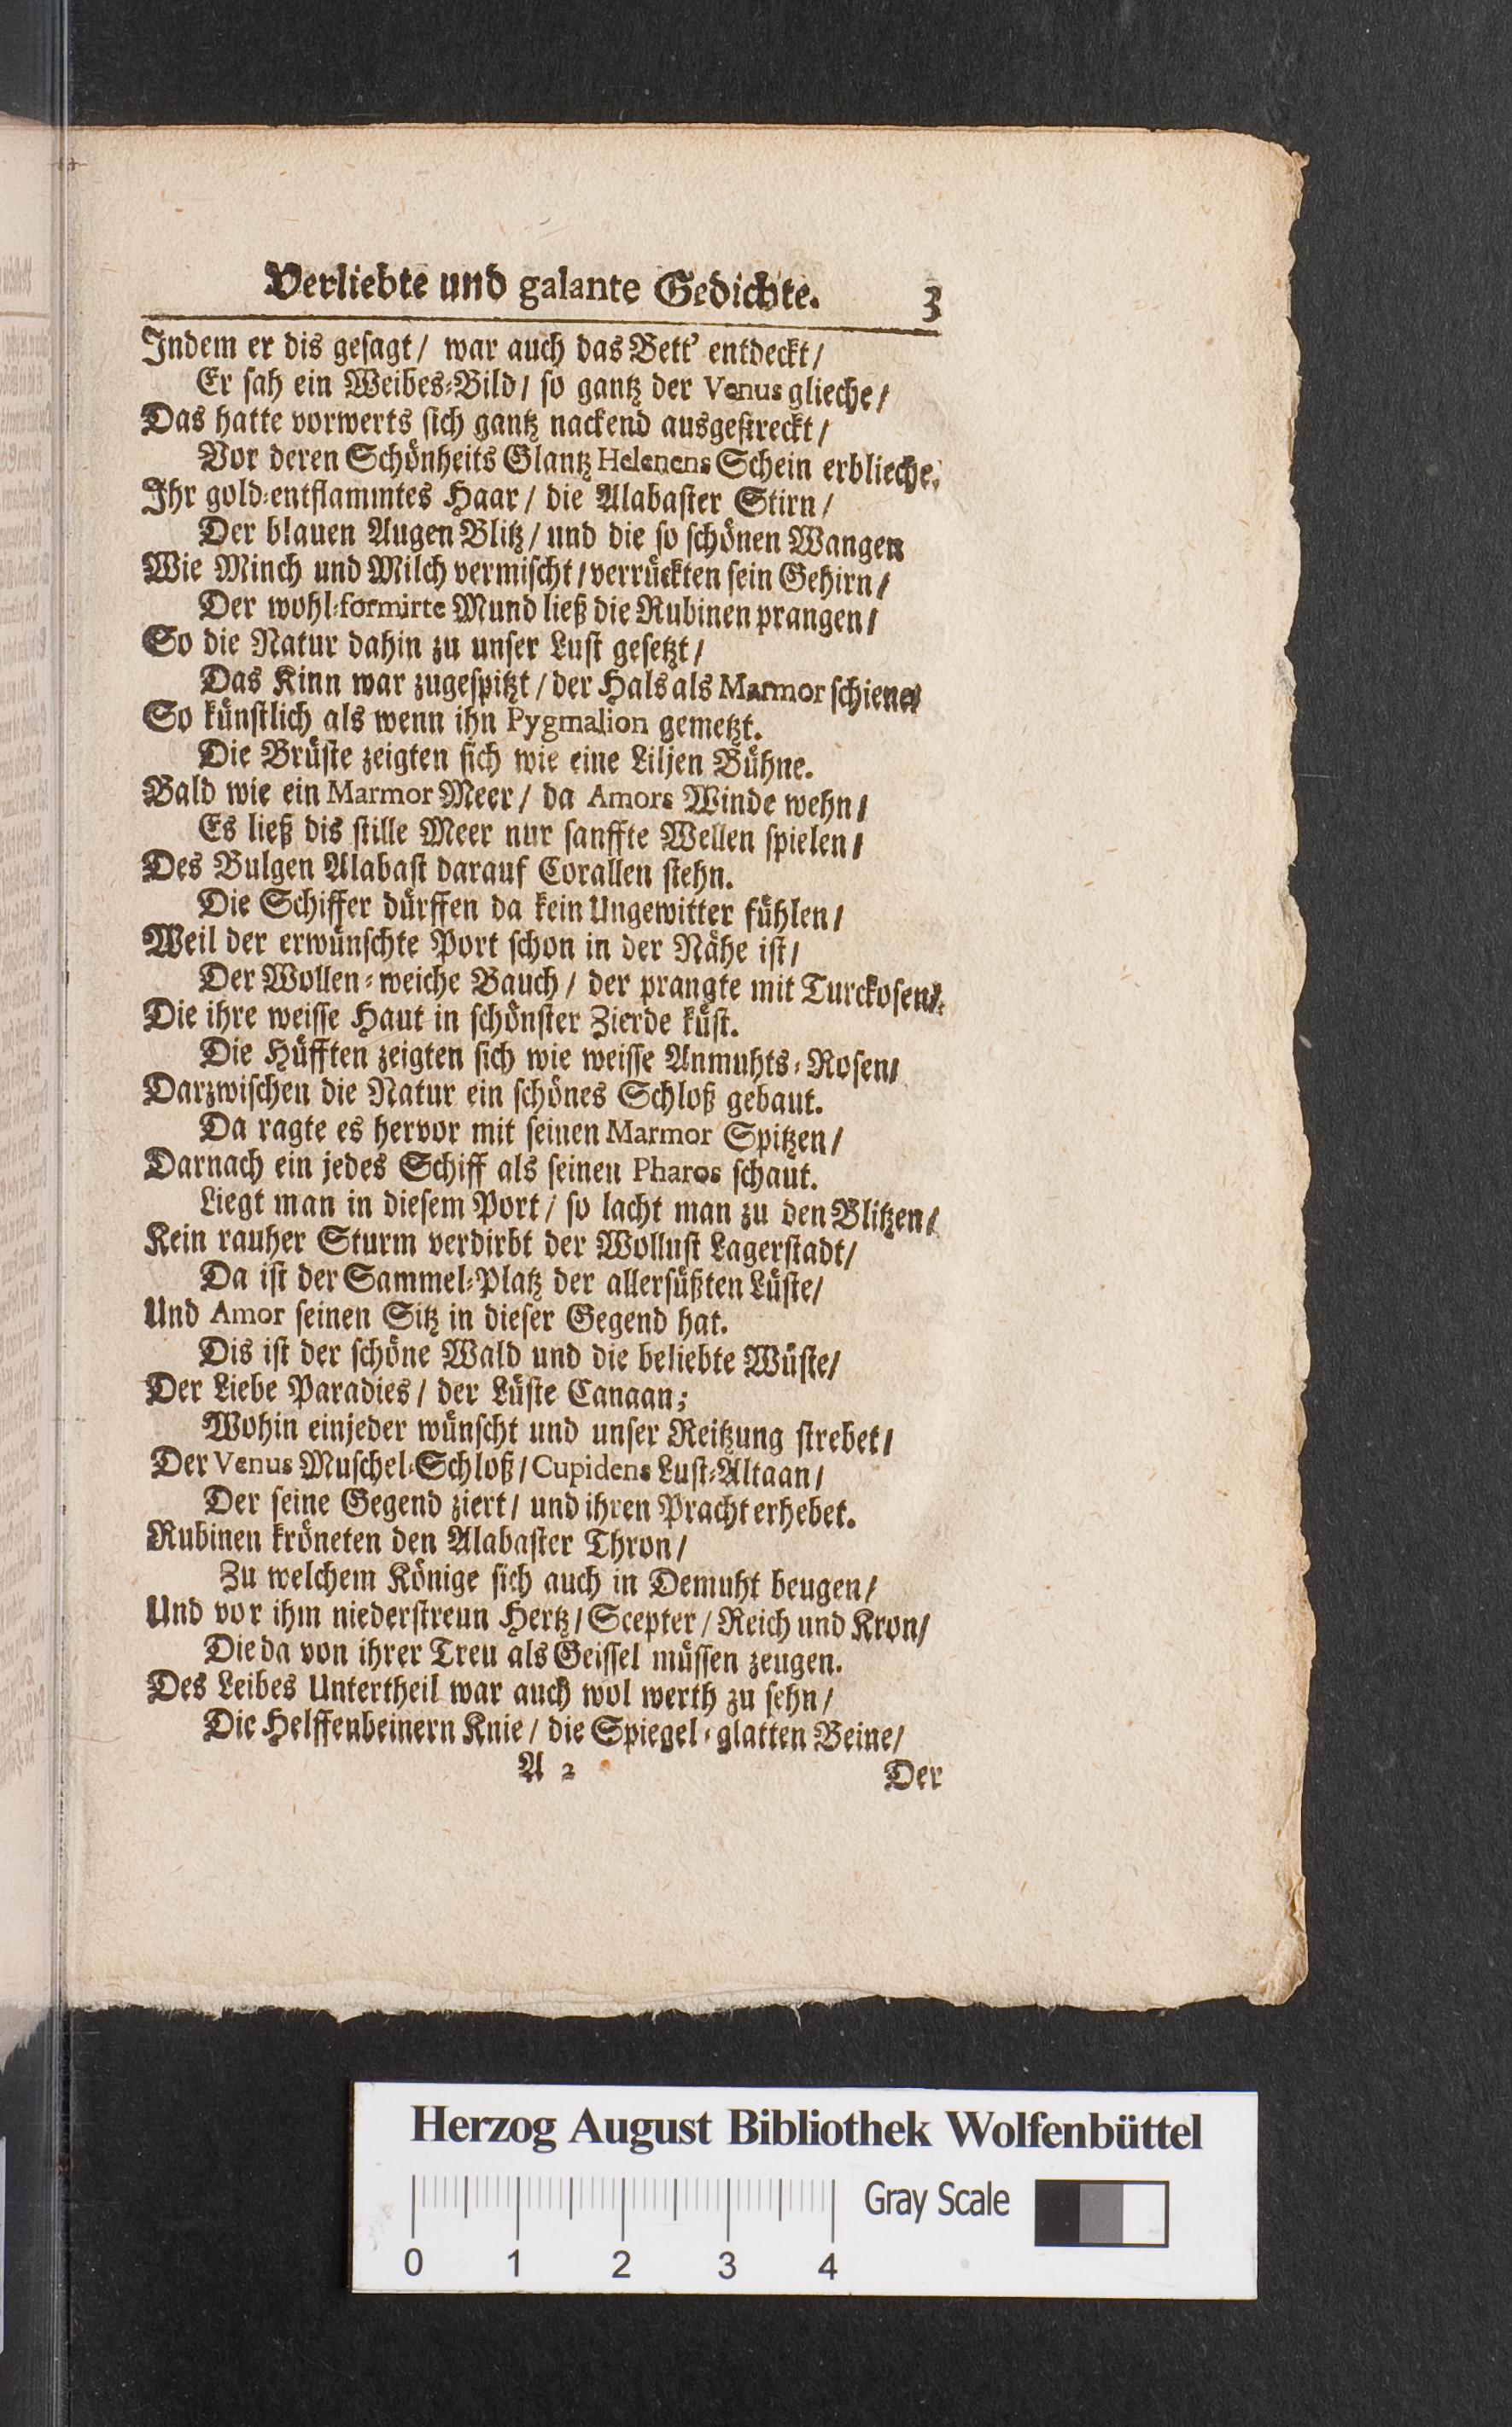 Verliebte und galante Gedichte. 3
Indem er dis gesagt / war auch das Bett' entdeckt /
Er sah ein Weibes-Bild / so gantz der Venus glieche /
Das hatte vorwerts sich gantz nackend ausgestreckt /
Vor deren Schönheits Glantz Helenens Schein erblieche.
Ihr gold-entflammtes Haar / die Alabaster Stirn /
Der blauen Augen Blitz / und die so schönen Wangen
Wie Minch und Milch vermischt / verrückten sein Gehirn /
Der wohl-formirte Mund ließ die Rubinen prangen /
So die Natur dahin zu unser Lust gesetzt /
Das Kinn war zugespitzt / der Hals als Marmor schiene /
So künstlich als wenn ihn Pygmalion gemetzt.
Die Brüste zeigten sich wie eine Liljen Bühne.
Bald wie ein Marmor Meer / da Amors Winde wehn /
Es ließ dis stille Meer nur sanffte Wellen spielen /
Des Bulgen Alabast darauf Corallen stehn.
Die Schiffer dürffen da kein Ungewitter fühlen /
Weil der erwünschte Port schon in der Nähe ist /
Der Wollen-weiche Bauch / der prangte mit Turckosen /
Die ihre weisse Haut in schönster Zierde küst.
Die Hüfften zeigten sich wie weisse Anmuhts-Rosen /
Darzwischen die Natur ein schönes Schloß gebaut.
Da ragte es hervor mit seinen Marmor Spitzen /
Darnach ein jedes Schiff als seinen Pharos schaut.
Liegt man in diesem Port / so lacht man zu den Blitzen /
Kein rauher Sturm verdirbt der Wollust Lagerstadt /
Da ist der Sammel-Platz der allersüßten Lüste /
Und Amor seinen Sitz in dieser Gegend hat.
Dis ist der schöne Wald und die beliebte Wüste /
Der Liebe Paradies / der Lüste Canaan;
Wohin einjeder wünscht und unser Reitzung strebet /
Der Venus Muschel-Schloß / Cupidens Lust-Altaan /
Der seine Gegend ziert / und ihren Pracht erhebet.
Rubinen kröneten den Alabaster Thron /
Zu welchem Könige sich auch in Demuht beugen /
Und vor ihm niederstreun Hertz / Scepter / Reich und Kron /
Die da von ihrer Treu als Geissel müssen zeugen.
Des Leibes Untertheil war auch wol werth zu sehn /
Die Helffenbeinern Knie / die Spiegel-glatten Beine /
A 2 Der
Herzog August Bibliothek Wolfenbüttel
Gray Scale
0 1 2 3 4